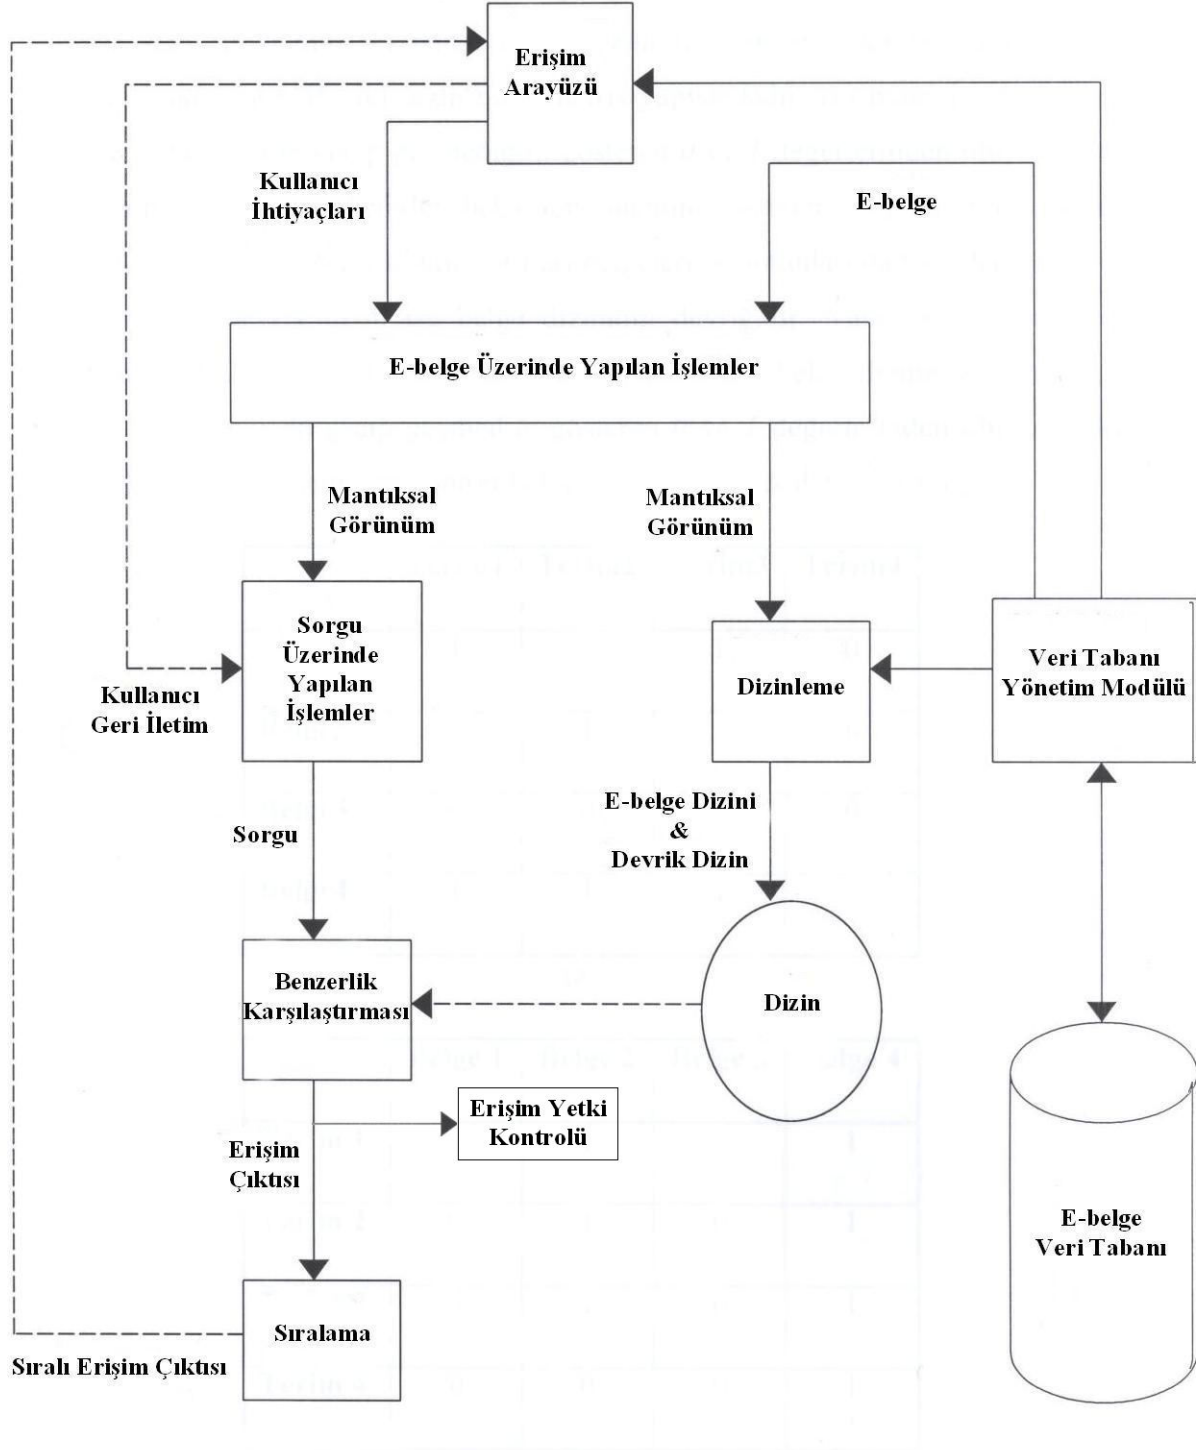 Erişim
Arayüzü
Kullanıcı
İhtiyaçları
E-belge
E-belge Üzerinde Yapılan İşlemler
Mantıksal
Görünüm
Mantıksal
Görünüm
Sorgu
Üzerinde
Yapılan
İşlemler
Kullanıcı
Geri İletim
Dizinleme
Veri Tabanı
Yönetim Modülü
E-belge Dizini
&
Devrik Dizin
Sorgu
Benzerlik
Karşılaştırması
Dizin
Erişim Yetki
Kontrolü
Erişim
Çıktısı
E-belge
Veri Tabanı
Sıralama
Sıralı Erişim Çıktısı